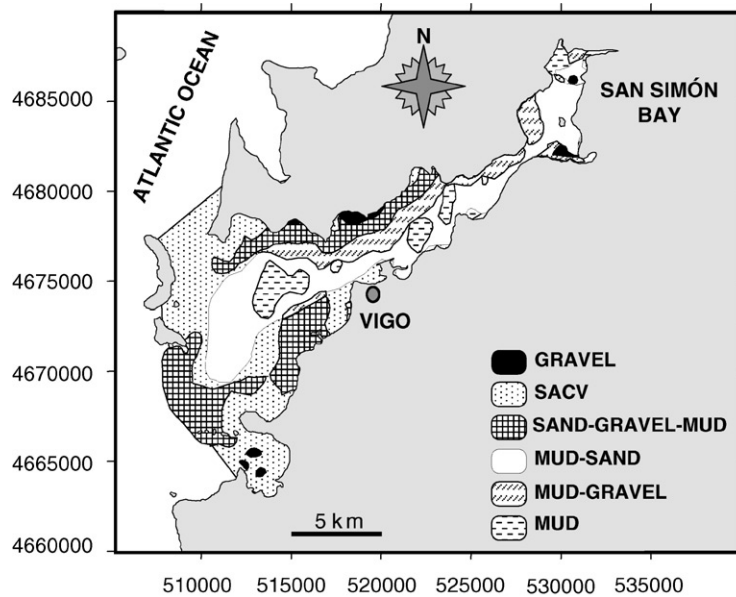 N
ATLANTIC OCEAN
SAN SIMÓN
BAY
4685000
4680000
4675000
4670000
4665000
4660000
VIGO
GRAVEL
SACV
SAND-GRAVEL-MUD
MUD-SAND
MUD-GRAVEL
MUD
5 km
510000 515000 520000 525000 530000 535000